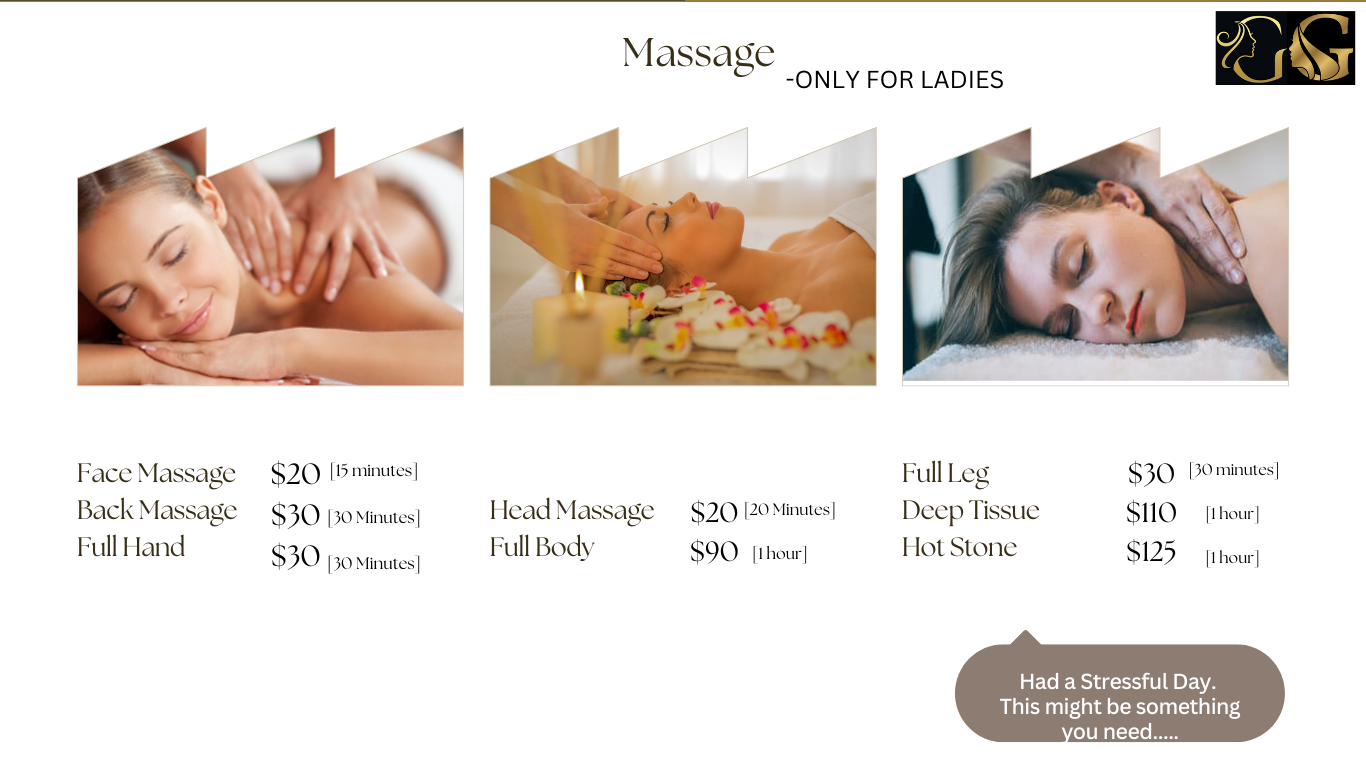 Massage
-ONLY FOR LADIES
Face Massage $20 [15 minutes]
Back Massage $30 [30 Minutes]
Full Hand $30 [30 Minutes]
Head Massage $20 [20 Minutes]
Full Body $90 [1 hour]
Full Leg $30 [30 minutes]
Deep Tissue $110 [1 hour]
Hot Stone $125 [1 hour]
Had a Stressful Day.
This might be something
you need.....